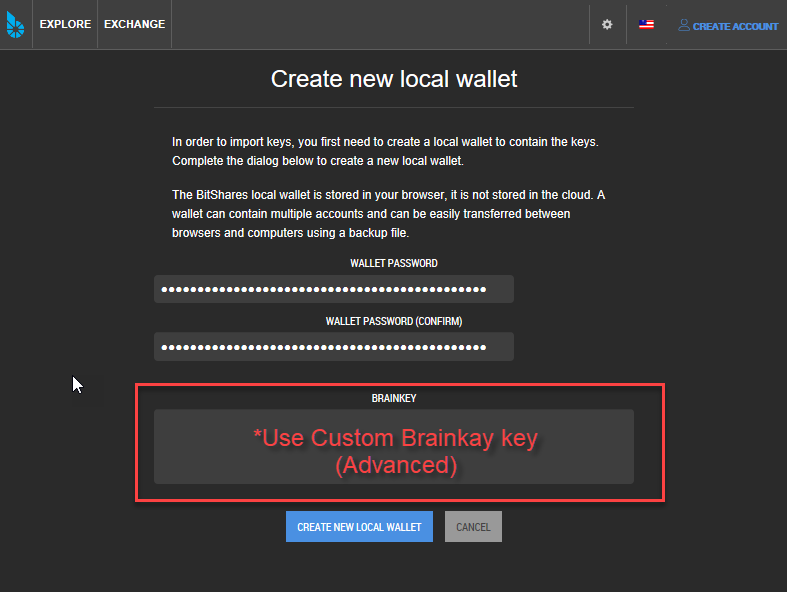 EXPLORE EXCHANGE CREATE ACCOUNT
Create new local wallet
In order to import keys, you first need to create a local wallet to contain the keys.
Complete the dialog below to create a new local wallet.
The BitShares local wallet is stored in your browser, it is not stored in the cloud. A
wallet can contain multiple accounts and can be easily transferred between
browsers and computers using a backup file.
WALLET PASSWORD
WALLET PASSWORD (CONFIRM)
BRAINKEY
*Use Custom Brainkay key
(Advanced)
CREATE NEW LOCAL WALLET CANCEL